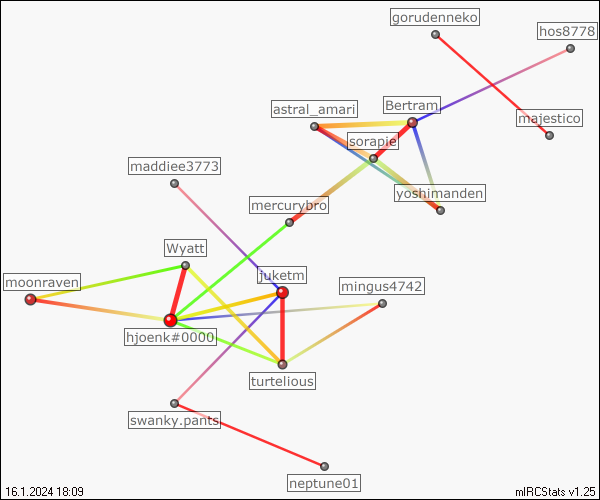 gorudenneko
hos8778
astral_amari
Bertram
majestico
sorapie
maddiee3773
yoshimanden
mercurybro
Wyatt
moonraven
juketm
mingus4742
hjoenk#0000
turtelious
swanky.pants
neptune01
16.1.2024 18:09
mIRCStats v1.25